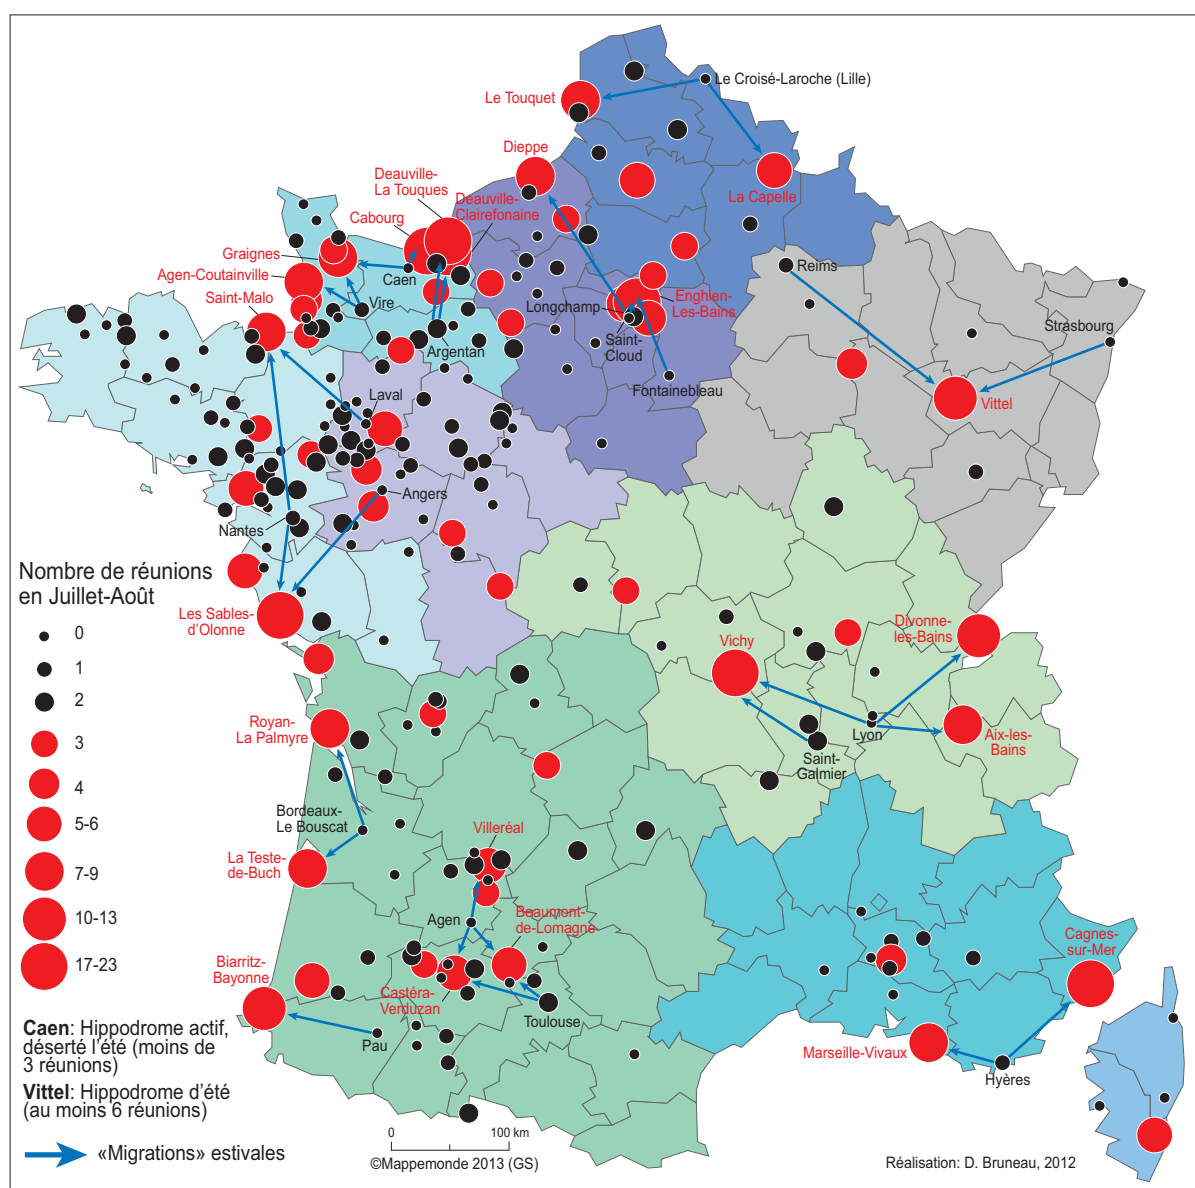 Le Croisé-Laroche (Lille)
Le Touquet
Dieppe
La Capelle
Deauville-
La Touques
Deauville-
Clairefonaine
Cabourg
Graignes
Caen
Agen-Coutainville
Saint-Malo
Vire
Argentan
Longchamp
Enghien-
Les-Bains
Saint-
Cloud
Fontainebleau
Reims
Strasbourg
Vittel
Laval
Angers
Nantes
Les Sables-
d'Olonne
Nombre de réunions
en Juillet-Août
0
1
2
3
4
5-6
7-9
10-13
17-23
Caen: Hippodrome actif,
déserté l'été (moins de
3 réunions)
Vittel: Hippodrome d'été
(au moins 6 réunions)
«Migrations» estivales
Vichy
Divonne-
les-Bains
Lyon
Aix-les-
Bains
Saint-
Galmier
Royan-
La Palmyre
Bordeaux-
Le Bouscat
La Teste-
de-Buch
Villeréal
Agen
Beaumont-
de-Lomagne
Castéra-
Verduzan
Toulouse
Biarritz-
Bayonne
Pau
Cagnes-
sur-Mer
Marseille-Vivaux
Hyères
0 100 km
©Mappemonde 2013 (GS)
Réalisation: D. Bruneau, 2012